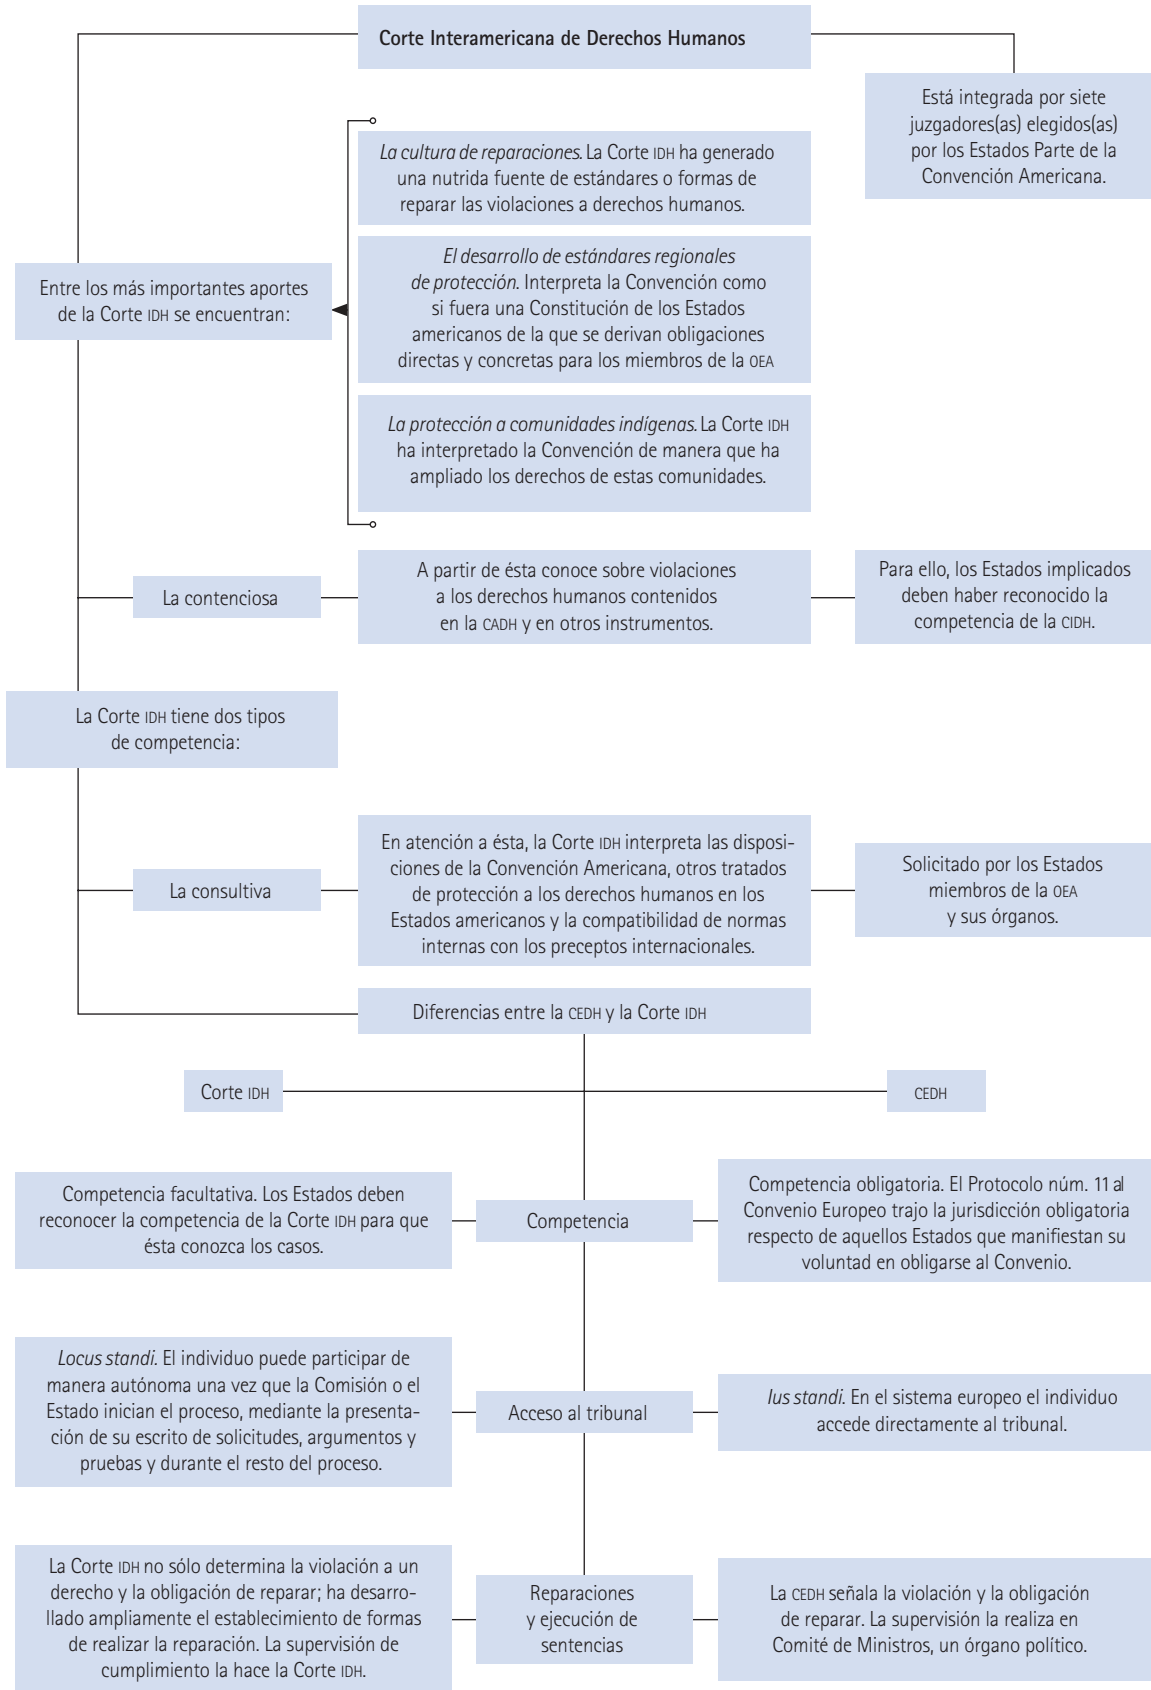 Corte Interamericana de Derechos Humanos
Está integrada por siete
juzgadores(as) elegidos(as)
por los Estados Parte de la
Convención Americana.
La cultura de reparaciones. La Corte IDH ha generado
una nutrida fuente de estándares o formas de
reparar las violaciones a derechos humanos.
El desarrollo de estándares regionales
de protección. Interpreta la Convención como
si fuera una Constitución de los Estados
americanos de la que se derivan obligaciones
directas y concretas para los miembros de la OEA
Entre los más importantes aportes
de la Corte IDH se encuentran:
La protección a comunidades indígenas. La Corte IDH
ha interpretado la Convención de manera que ha
ampliado los derechos de estas comunidades.
La contenciosa
A partir de ésta conoce sobre violaciones
a los derechos humanos contenidos
en la CADH y en otros instrumentos.
Para ello, los Estados implicados
deben haber reconocido la
competencia de la CIDH.
La Corte IDH tiene dos tipos
de competencia:
La consultiva
En atención a ésta, la Corte IDH interpreta las disposi-
ciones de la Convención Americana, otros tratados
de protección a los derechos humanos en los
Estados americanos y la compatibilidad de normas
internas con los preceptos internacionales.
Solicitado por los Estados
miembros de la OEA
y sus órganos.
Diferencias entre la CEDH y la Corte IDH
Corte IDH
CEDH
Competencia facultativa. Los Estados deben
reconocer la competencia de la Corte IDH para que
ésta conozca los casos.
Competencia
Competencia obligatoria. El Protocolo núm. 11 al
Convenio Europeo trajo la jurisdicción obligatoria
respecto de aquellos Estados que manifiestan su
voluntad en obligarse al Convenio.
Locus standi. El individuo puede participar de
manera autónoma una vez que la Comisión o el
Estado inician el proceso, mediante la presenta-
ción de su escrito de solicitudes, argumentos y
pruebas y durante el resto del proceso.
Acceso al tribunal
Ius standi. En el sistema europeo el individuo
accede directamente al tribunal.
La Corte IDH no sólo determina la violación a un
derecho y la obligación de reparar; ha desarro-
llado ampliamente el establecimiento de formas
de realizar la reparación. La supervisión de
cumplimiento la hace la Corte IDH.
Reparaciones
y ejecución de
sentencias
La CEDH señala la violación y la obligación
de reparar. La supervisión la realiza en
Comité de Ministros, un órgano político.